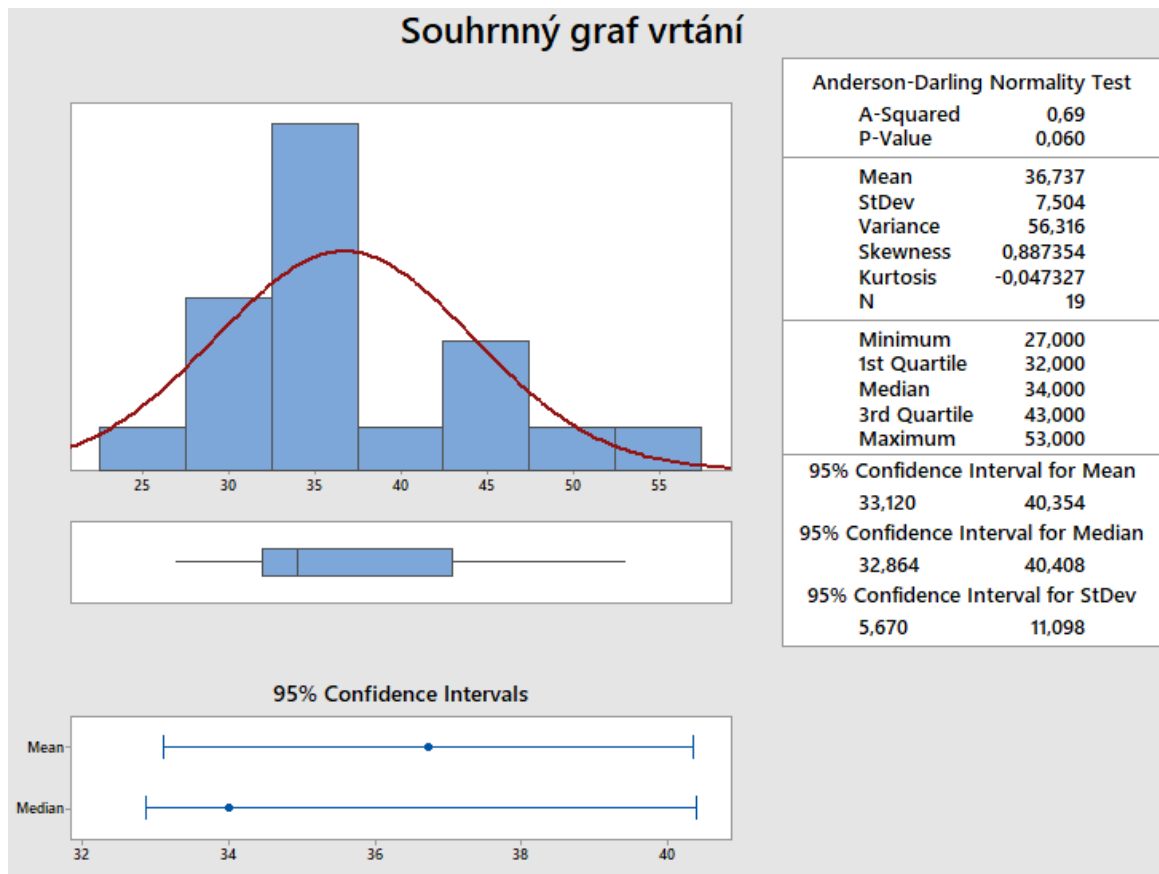 Souhrnný graf vrtání
25 30 35 40 45 50 55
95% Confidence Intervals
Mean
Median
32 34 36 38 40
Anderson-Darling Normality Test
A-Squared 0,69
P-Value 0,060
Mean 36,737
StDev 7,504
Variance 56,316
Skewness 0,887354
Kurtosis -0,047327
N 19
Minimum 27,000
1st Quartile 32,000
Median 34,000
3rd Quartile 43,000
Maximum 53,000
95% Confidence Interval for Mean
33,120 40,354
95% Confidence Interval for Median
32,864 40,408
95% Confidence Interval for StDev
5,670 11,098